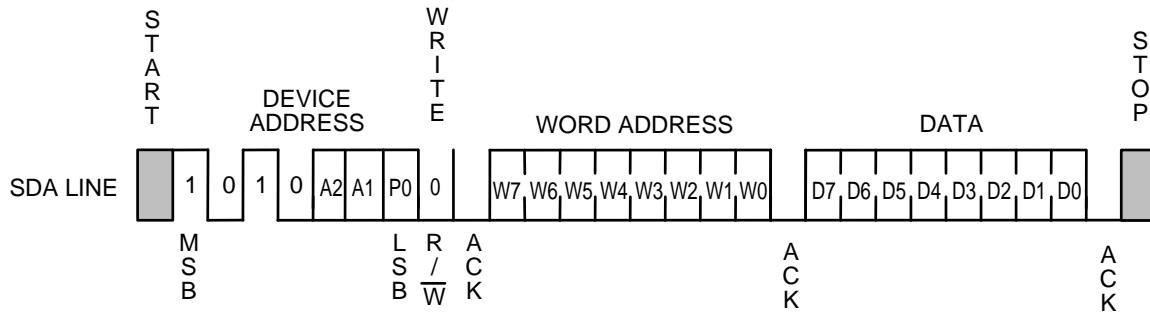 START
WRITE
STOP
DEVICE
ADDRESS
WORD ADDRESS
DATA
SDA LINE
1 0 1 0 A2 A1 P0 0 W7 W6 W5 W4 W3 W2 W1 W0 D7 D6 D5 D4 D3 D2 D1 D0
MSB
LSB
R/W̅
ACK
ACK
ACK